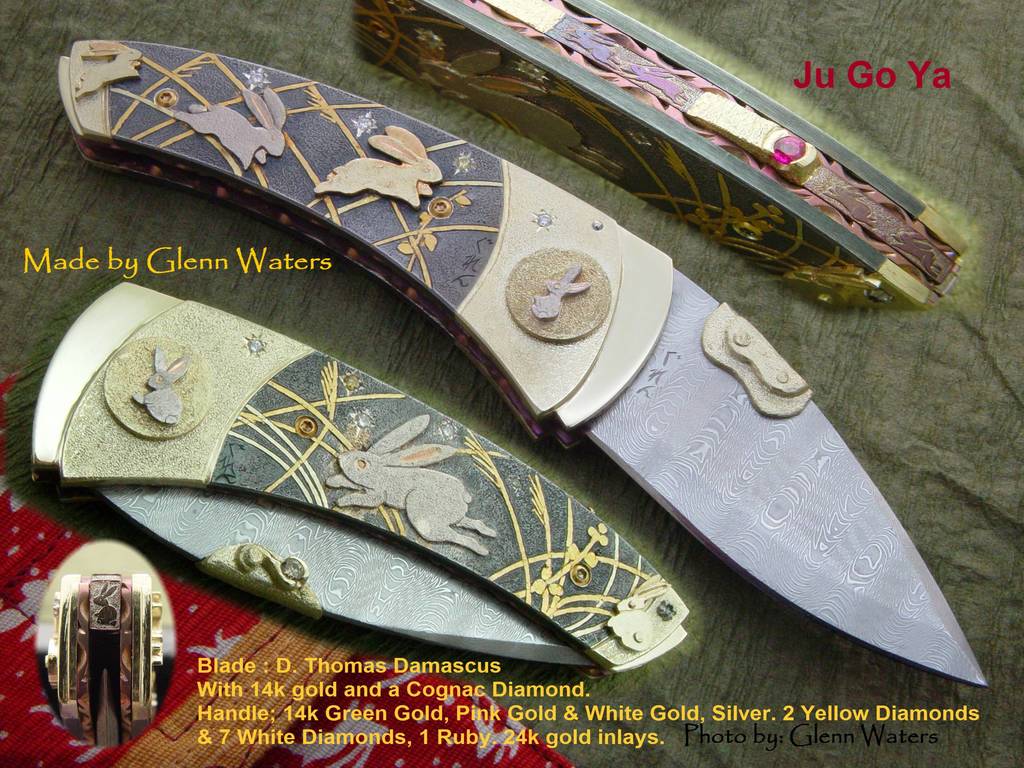 Ju Go Ya
Made by Glenn Waters
Blade : D. Thomas Damascus
With 14k gold and a Cognac Diamond.
Handle; 14k Green Gold, Pink Gold & White Gold, Silver. 2 Yellow Diamonds
& 7 White Diamonds, 1 Ruby. 24k gold inlays.
Photo by: Glenn Waters